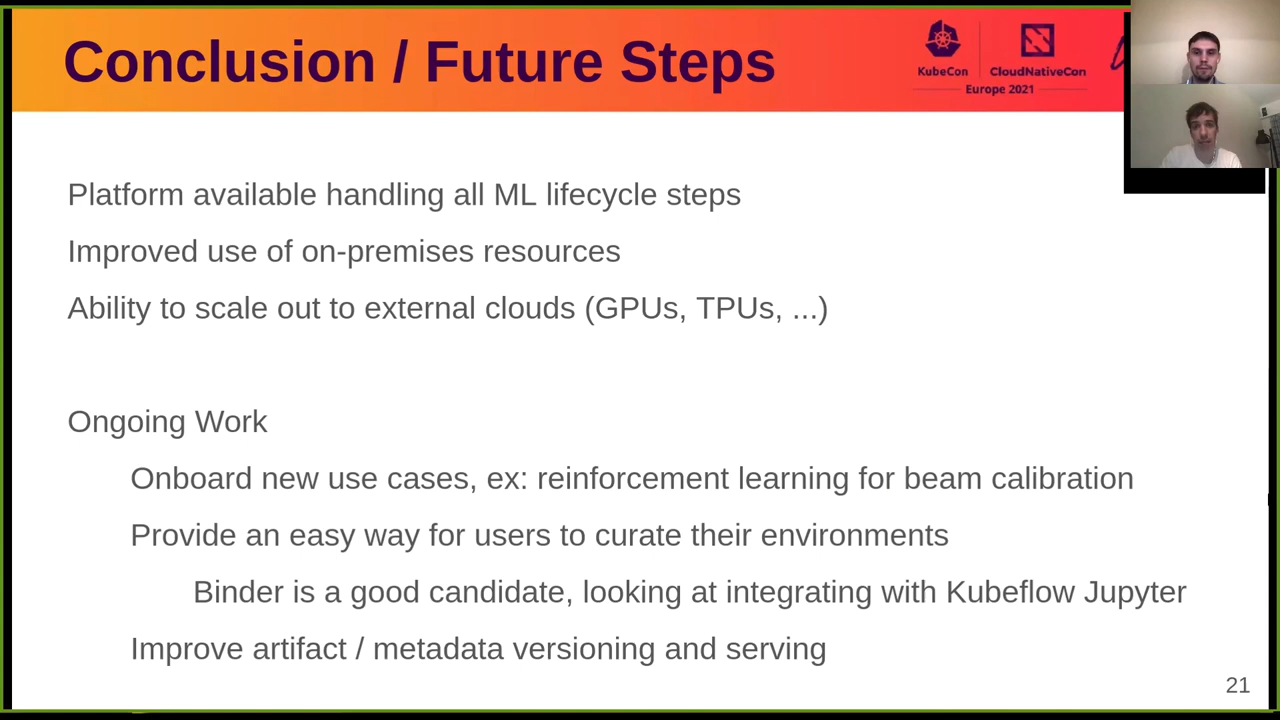 Conclusion / Future Steps
KubeCon
CloudNativeCon
Europe 2021
Platform available handling all ML lifecycle steps
Improved use of on-premises resources
Ability to scale out to external clouds (GPUs, TPUs, ...)
Ongoing Work
Onboard new use cases, ex: reinforcement learning for beam calibration
Provide an easy way for users to curate their environments
Binder is a good candidate, looking at integrating with Kubeflow Jupyter
Improve artifact / metadata versioning and serving
21